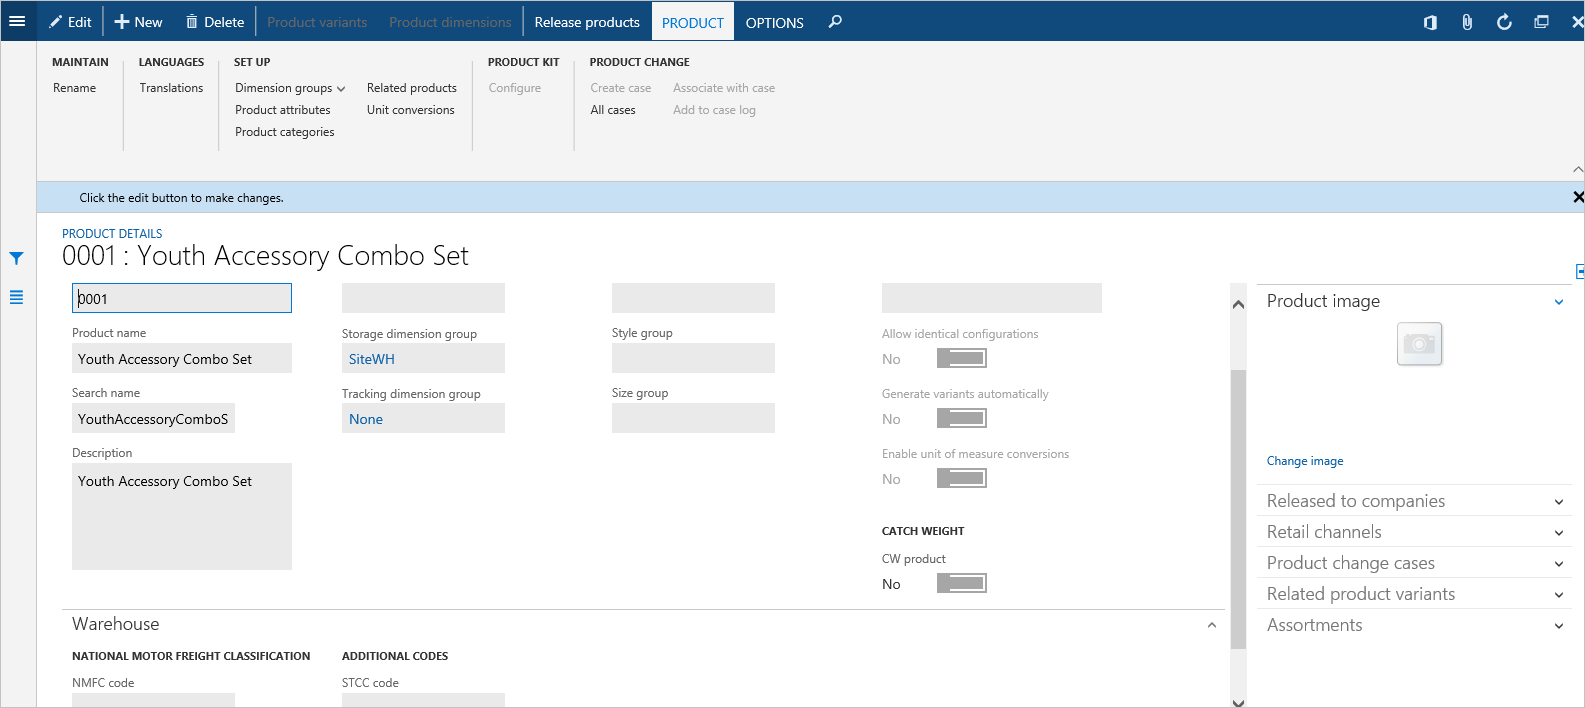 Edit New Delete Product variants Product dimensions Release products PRODUCT OPTIONS
MAINTAIN LANGUAGES SET UP PRODUCT KIT PRODUCT CHANGE
Rename Translations Dimension groups Related products Configure Create case Associate with case
Product attributes Unit conversions All cases Add to case log
Product categories
Click the edit button to make changes.
PRODUCT DETAILS
0001 : Youth Accessory Combo Set
0001
Product name
Youth Accessory Combo Set
Search name
YouthAccessoryComboS
Description
Youth Accessory Combo Set
Storage dimension group
SiteWH
Tracking dimension group
None
Style group
Size group
Allow identical configurations
No
Generate variants automatically
No
Enable unit of measure conversions
No
CATCH WEIGHT
CW product
No
Warehouse
NATIONAL MOTOR FREIGHT CLASSIFICATION
NMFC code
ADDITIONAL CODES
STCC code
Product image
Change image
Released to companies
Retail channels
Product change cases
Related product variants
Assortments